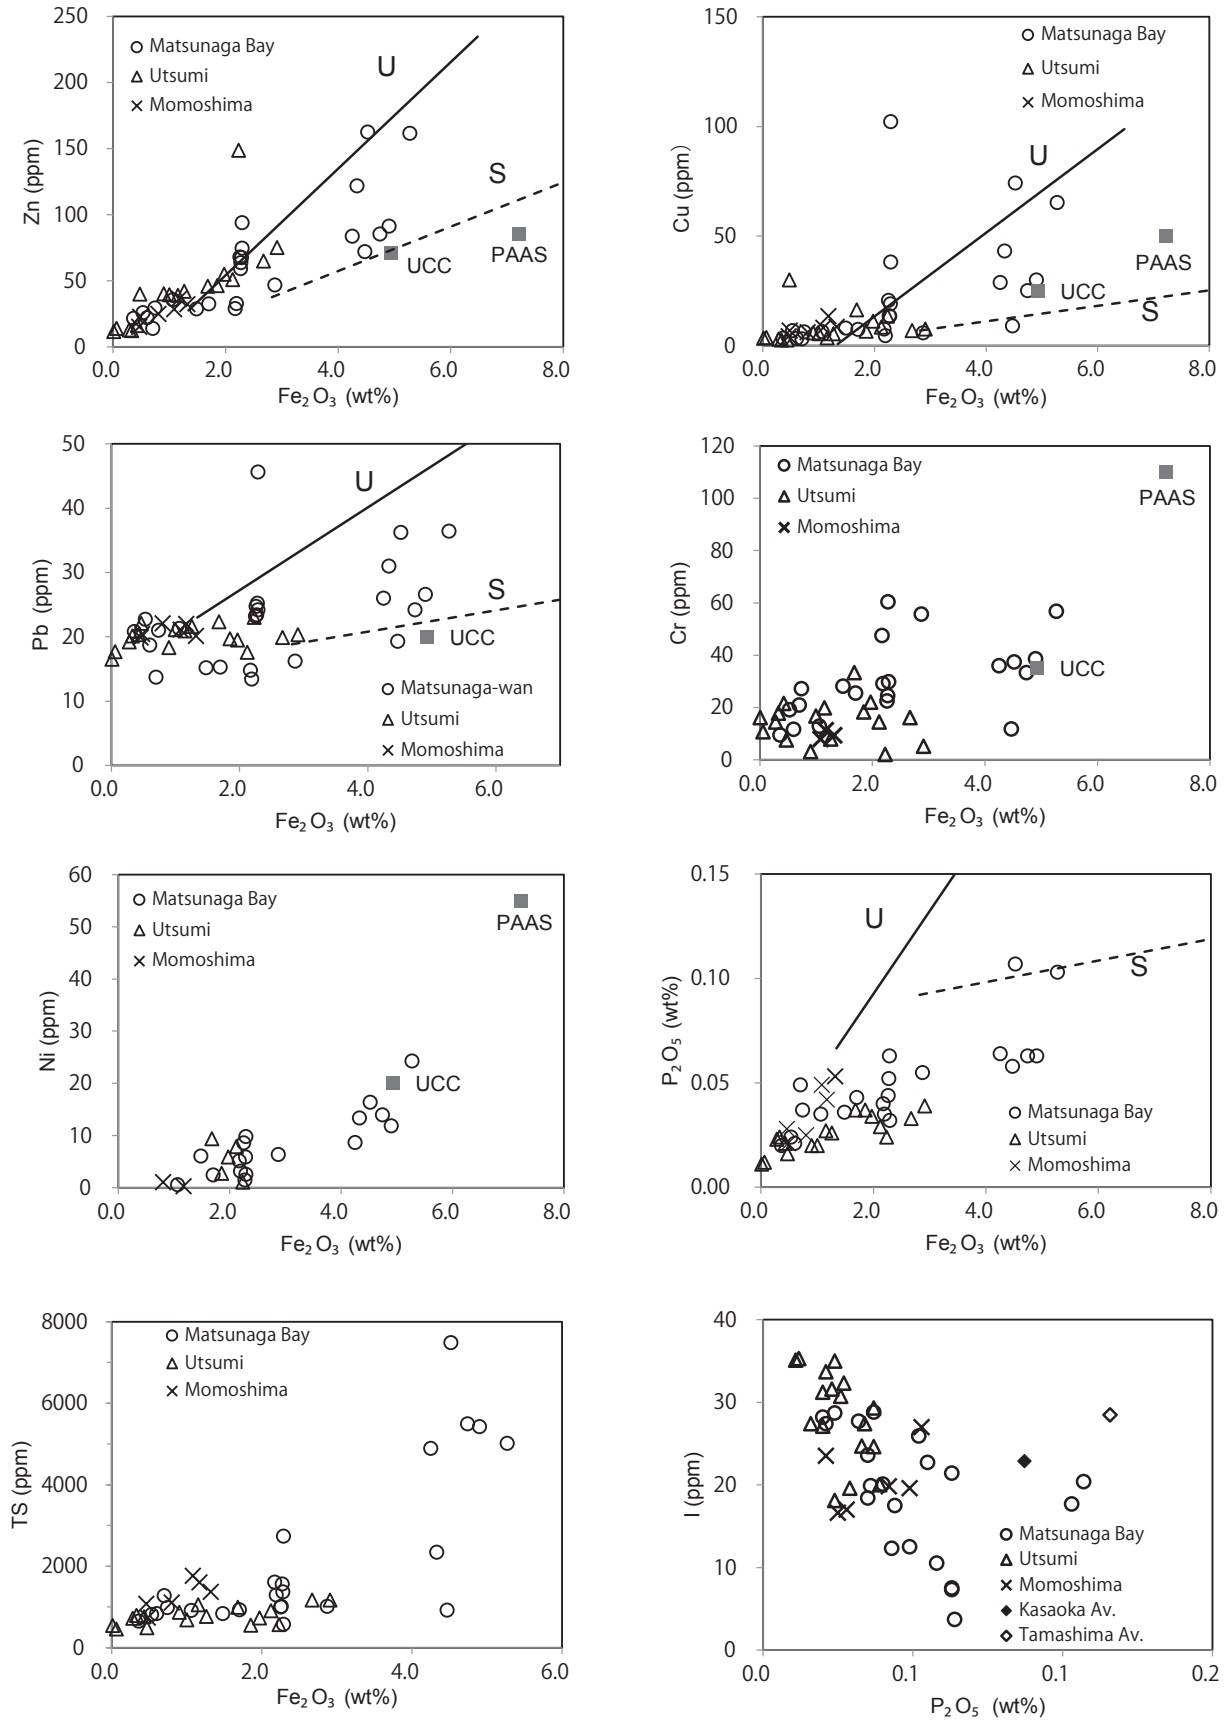 250
200
150
100
50
0
Zn (ppm)
Matsunaga Bay
Utsumi
Momoshima
U
S
UCC
PAAS
0.0 2.0 4.0 6.0 8.0
Fe₂O₃ (wt%)
150
100
50
0
Cu (ppm)
Matsunaga Bay
Utsumi
Momoshima
U
PAAS
UCC
S
0.0 2.0 4.0 6.0 8.0
Fe₂O₃ (wt%)
50
40
30
20
10
0
Pb (ppm)
U
S
UCC
Matsunaga-wan
Utsumi
Momoshima
0.0 2.0 4.0 6.0
Fe₂O₃ (wt%)
120
100
80
60
40
20
0
Cr (ppm)
Matsunaga Bay
Utsumi
Momoshima
PAAS
UCC
0.0 2.0 4.0 6.0 8.0
Fe₂O₃ (wt%)
60
50
40
30
20
10
0
Ni (ppm)
Matsunaga Bay
Utsumi
Momoshima
PAAS
UCC
0.0 2.0 4.0 6.0 8.0
Fe₂O₃ (wt%)
0.15
0.10
0.05
0.00
P₂O₅ (wt%)
U
S
Matsunaga Bay
Utsumi
Momoshima
0.0 2.0 4.0 6.0 8.0
Fe₂O₃ (wt%)
8000
6000
4000
2000
0
TS (ppm)
Matsunaga Bay
Utsumi
Momoshima
0.0 2.0 4.0 6.0
Fe₂O₃ (wt%)
40
30
20
10
0
I (ppm)
Matsunaga Bay
Utsumi
Momoshima
Kasaoka Av.
Tamashima Av.
0.0 0.1 0.1 0.2
P₂O₅ (wt%)